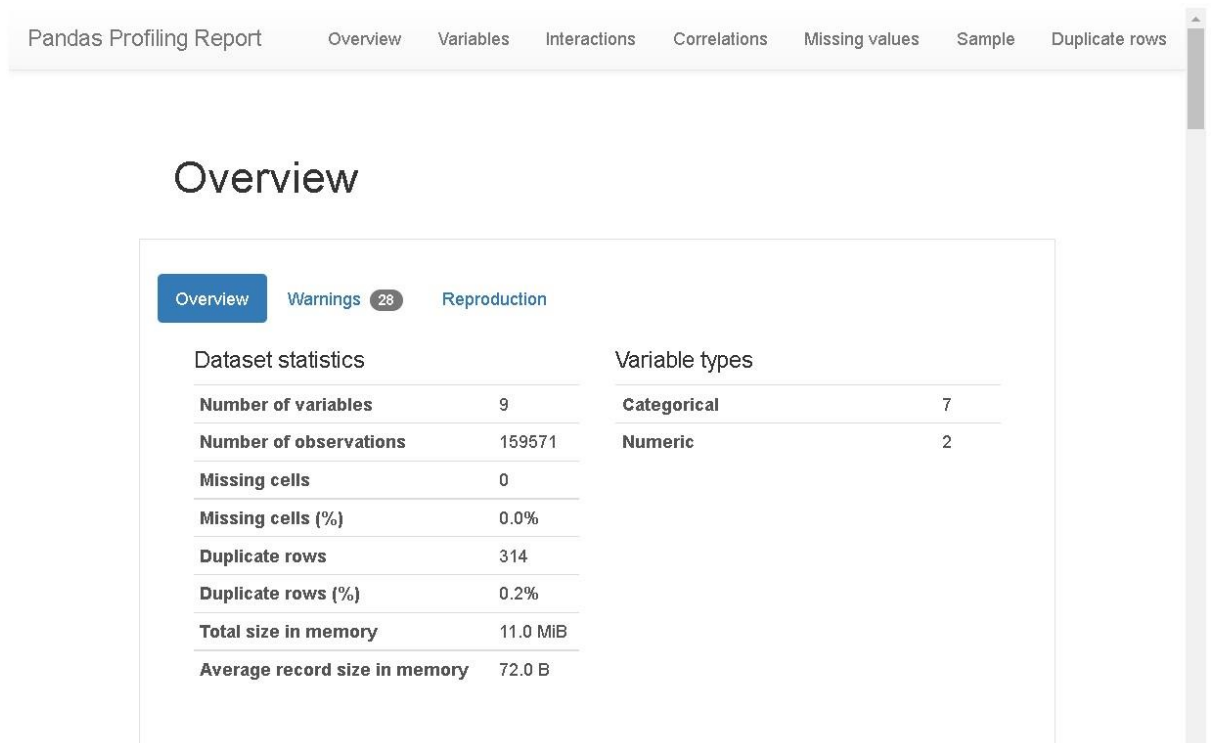 Pandas Profiling Report Overview Variables Interactions Correlations Missing values Sample Duplicate rows
Overview
Overview Warnings 28 Reproduction
Dataset statistics
Number of variables 9
Number of observations 159571
Missing cells 0
Missing cells (%) 0.0%
Duplicate rows 314
Duplicate rows (%) 0.2%
Total size in memory 11.0 MiB
Average record size in memory 72.0 B
Variable types
Categorical 7
Numeric 2